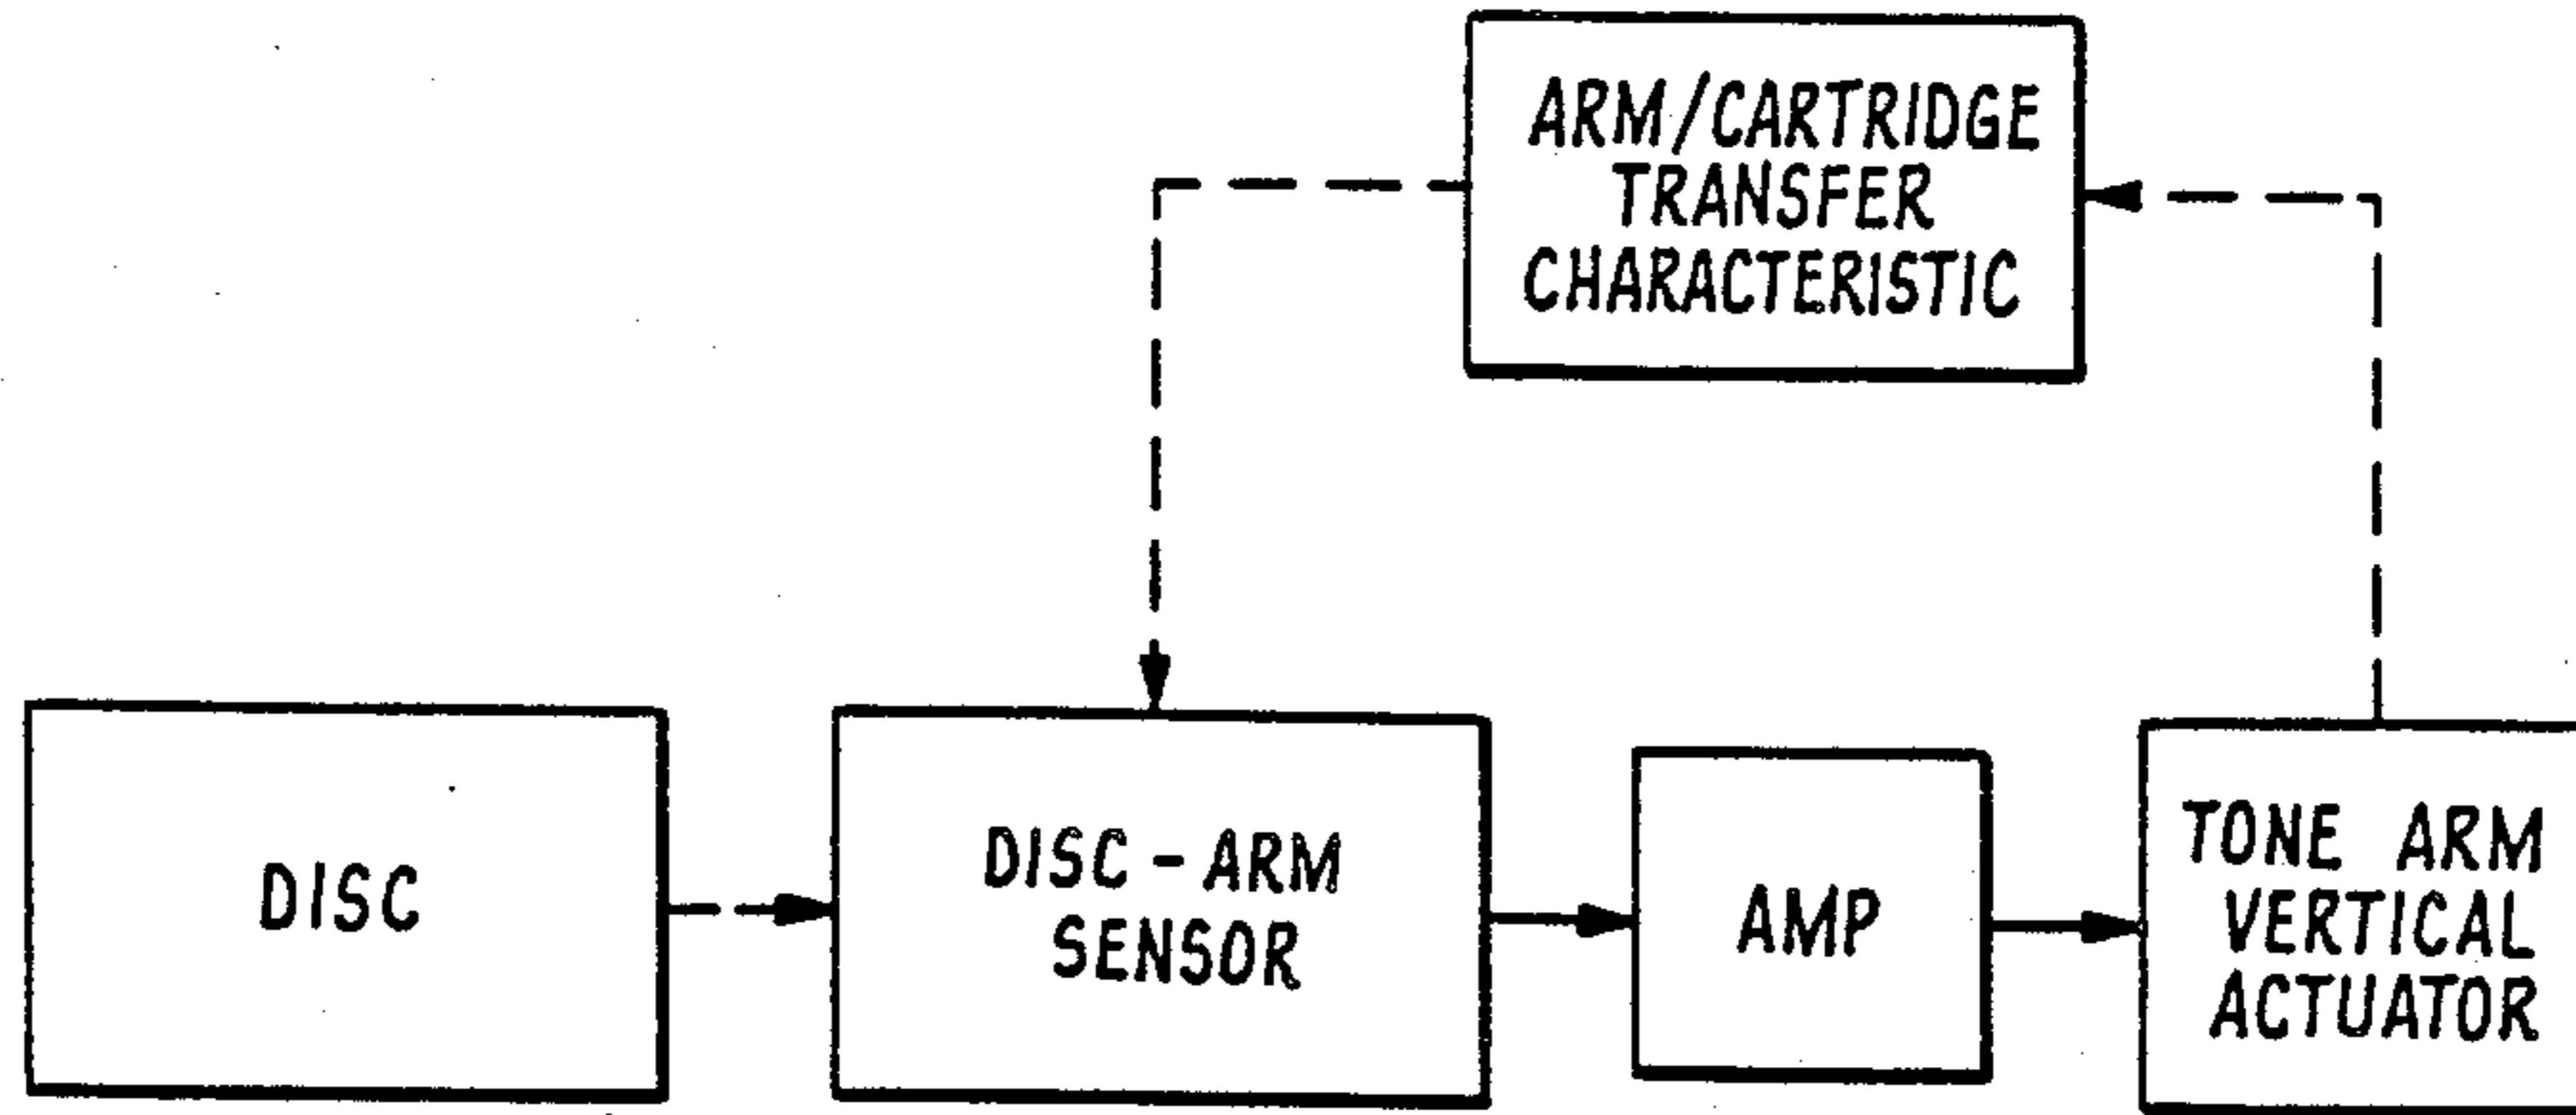 ARM/CARTRIDGE
TRANSFER
CHARACTERISTIC
DISC
DISC - ARM
SENSOR
AMP
TONE ARM
VERTICAL
ACTUATOR